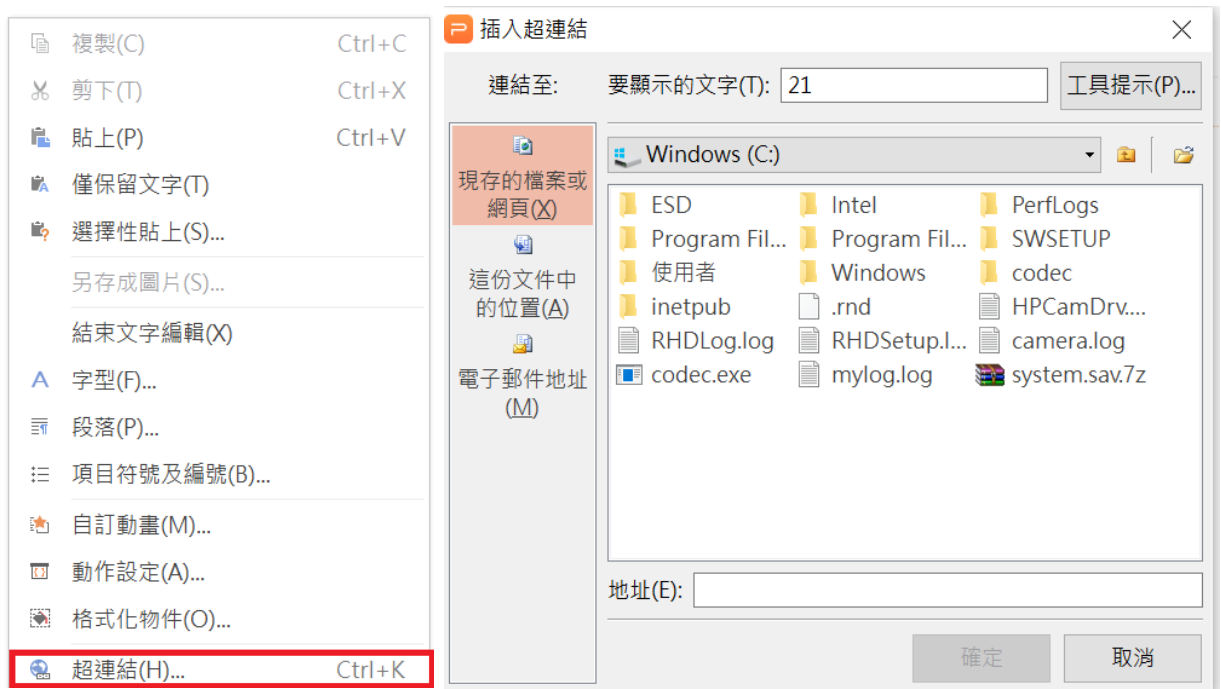 複製(C) Ctrl+C
剪下(T) Ctrl+X
貼上(P) Ctrl+V
僅保留文字(T)
選擇性貼上(S)...
另存成圖片(S)...
結束文字編輯(X)
字型(F)...
段落(P)...
項目符號及編號(B)...
自訂動畫(M)...
動作設定(A)...
格式化物件(O)...
超連結(H)... Ctrl+K
插入超連結
連結至: 要顯示的文字(T): 21 工具提示(P)...
現存的檔案或
網頁(X)
這份文件中
的位置(A)
電子郵件地址
(M)
Windows (C:)
ESD Intel PerfLogs
Program Fil... Program Fil... SWSETUP
使用者 Windows codec
inetpub .rnd HPCamDrv....
RHDLog.log RHDSetup.l... camera.log
codec.exe mylog.log system.sav.7z
地址(E):
確定 取消